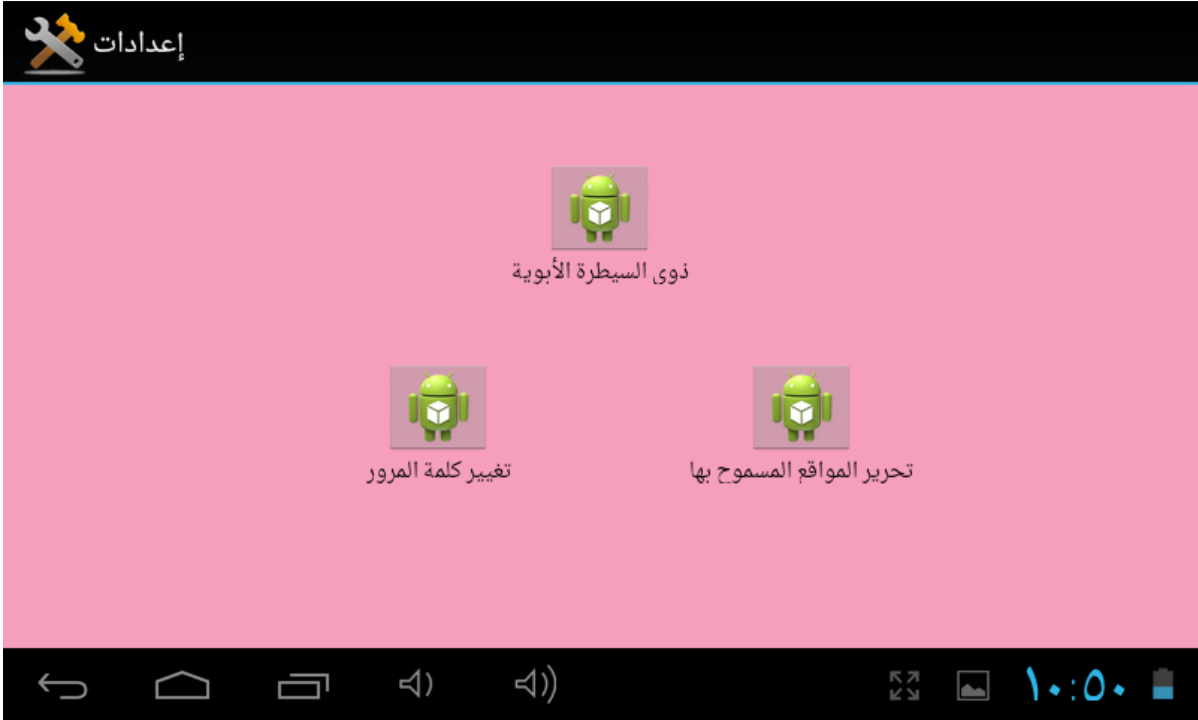 إعدادات
ذوى السيطرة الأبوية
تحرير المواقع المسموح بها
تغيير كلمة المرور
١٠:٥٠